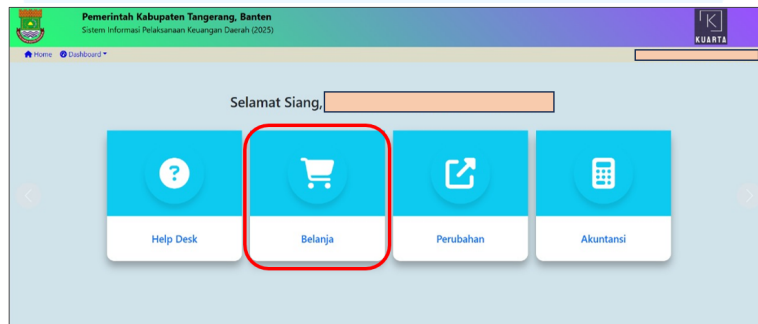 Pemerintah Kabupaten Tangerang, Banten
Sistem Informasi Pelaksanaan Keuangan Daerah (2025)
KUARTA
Home Dashboard
Selamat Siang,
Help Desk
Belanja
Perubahan
Akuntansi